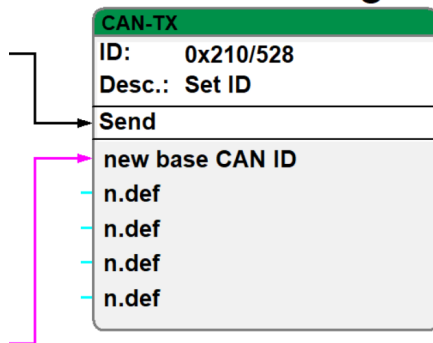 CAN-TX
ID: 0x210/528
Desc.: Set ID
Send
new base CAN ID
n.def
n.def
n.def
n.def